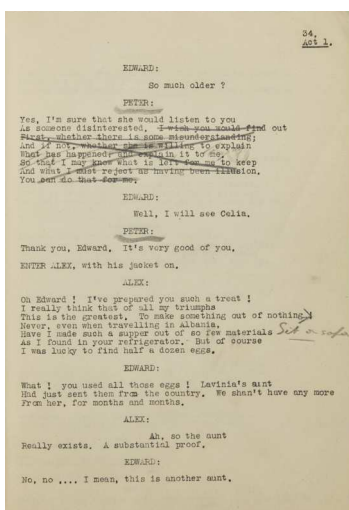 34.
Act 1.
EDWARD:
So much older ?
PETER:
Yes, I'm sure that she would listen to you
As someone disinterested. I wish you would find out
First, whether there is some misunderstanding;
And if not, whether she is willing to explain
What has happened; and explain it to me,
So that I may know what is left for me to keep
And what I must reject as having been illusion.
You can do that for me.
EDWARD:
Well, I will see Celia.
PETER:
Thank you, Edward. It's very good of you.
ENTER ALEX, with his jacket on.
ALEX:
Oh Edward ! I've prepared you such a treat !
I really think that of all my triumphs
This is the greatest. To make something out of nothing !
Never, even when travelling in Albania,
Have I made such a supper out of so few materials
As I found in your refrigerator. But of course
I was lucky to find half a dozen eggs.
EDWARD:
What ! you used all those eggs ! Lavinia's aunt
Had just sent them from the country. We shan't have any more
From her, for months and months.
ALEX:
Ah, so the aunt
Really exists. A substantial proof.
EDWARD:
No, no .... I mean, this is another aunt.